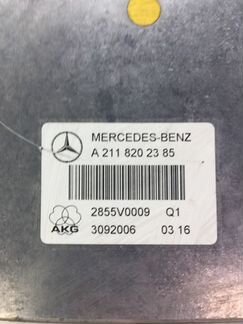 MERCEDES-BENZ
A 211 820 23 85
2855V0009 Q1
AKG 3092006 03 16